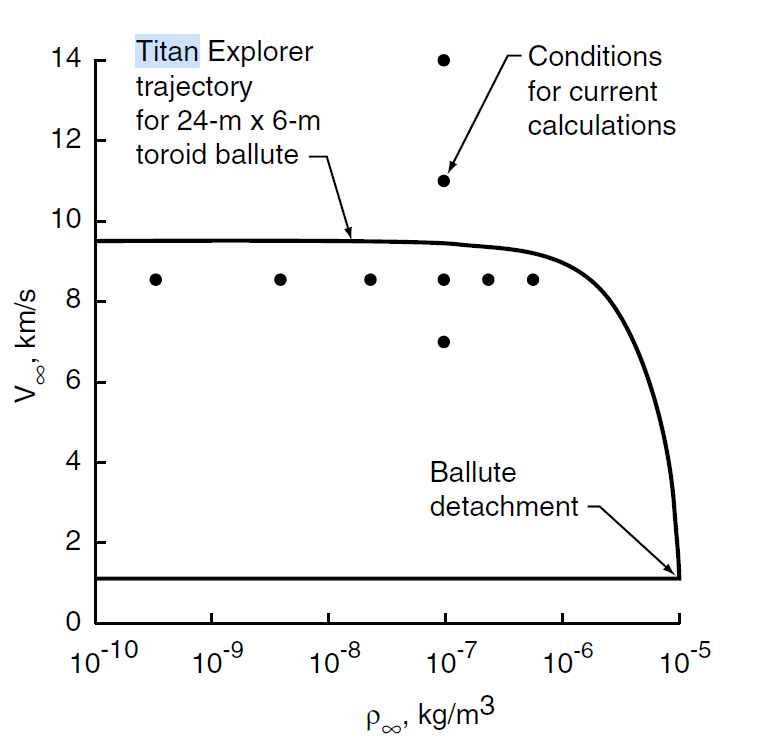 Titan Explorer
trajectory
for 24-m x 6-m
toroid ballute
Conditions
for current
calculations
14
12
10
8
6
4
2
0
V∞, km/s
Ballute
detachment
10-10 10-9 10-8 10-7 10-6 10-5
ρ∞, kg/m3